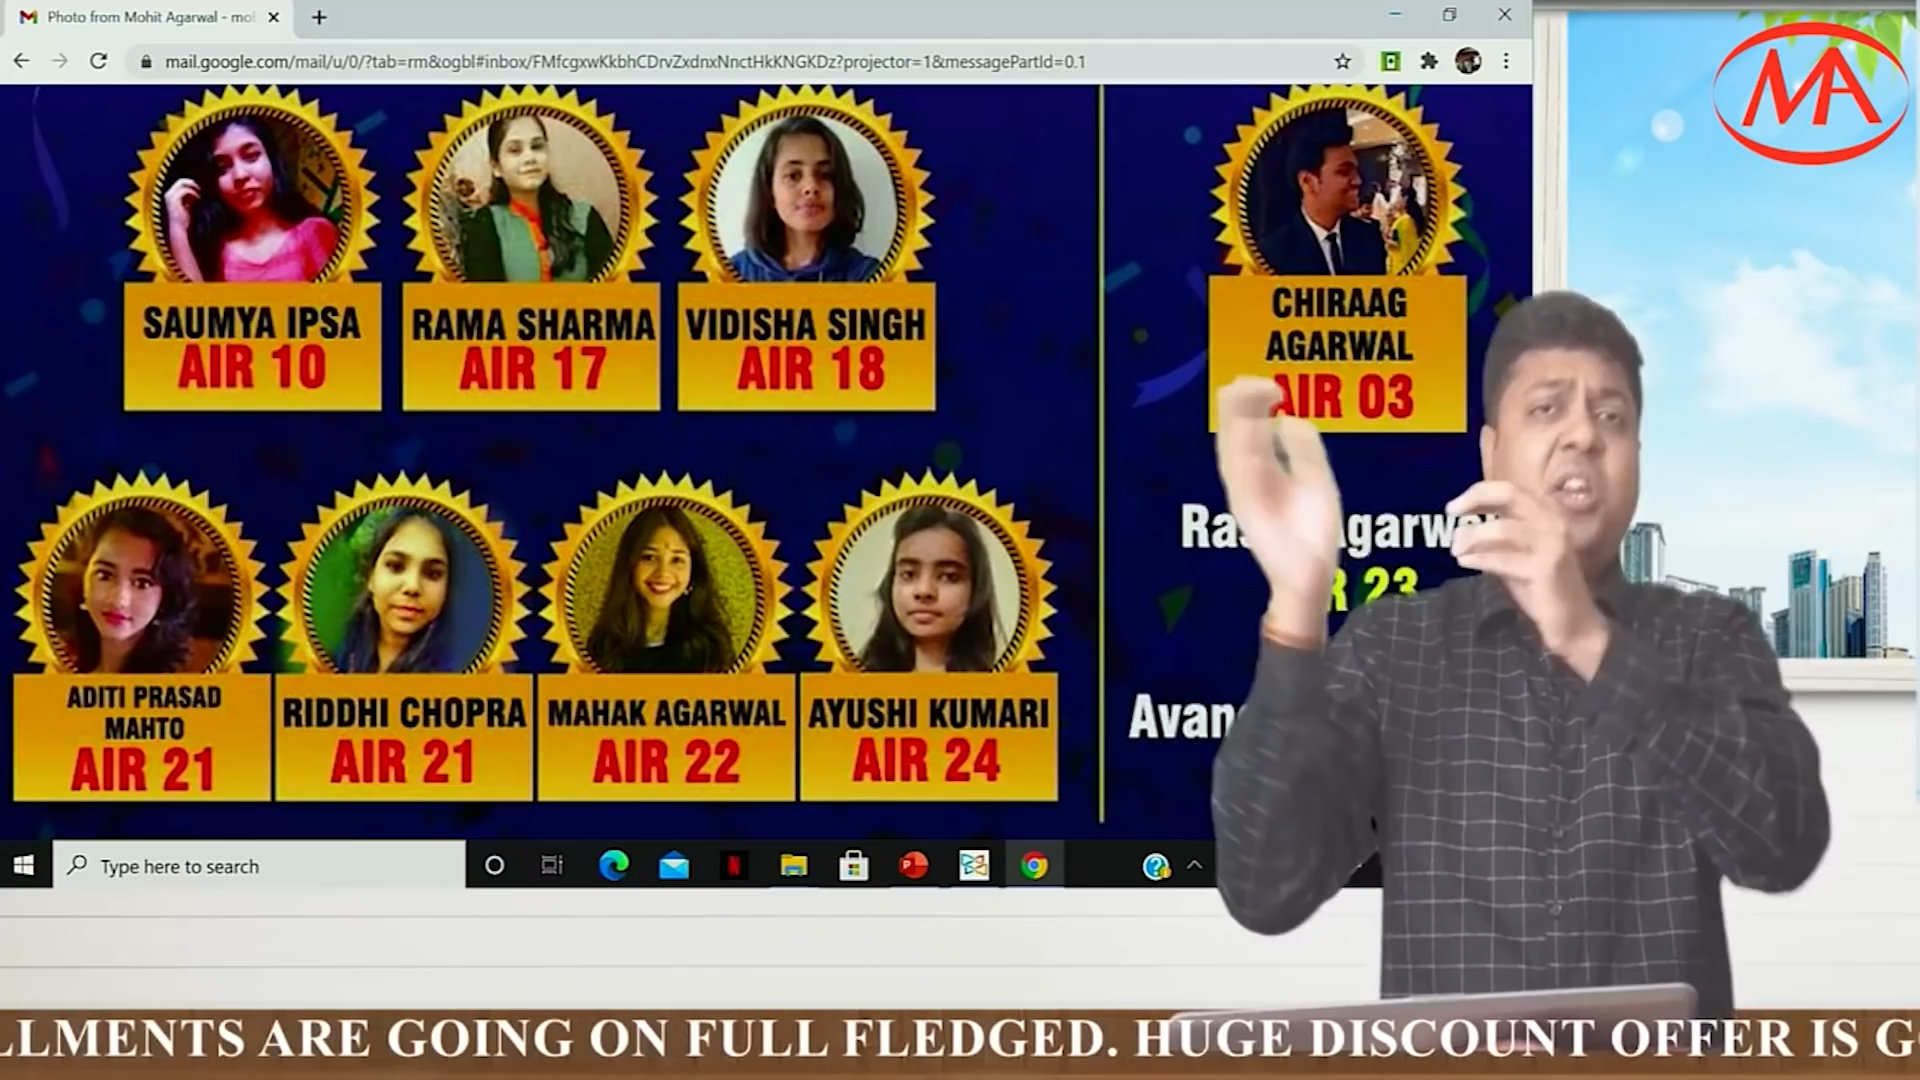 Photo from Mohit Agarwal - mo
mail.google.com/mail/u/0/?tab=rm&ogbl#inbox/FMfcgxwKkbhCDrvZxdnxNnctHkKNGKDz?projector=1&messagePartId=0.1
MA
SAUMYA IPSA
AIR 10
RAMA SHARMA
AIR 17
VIDISHA SINGH
AIR 18
CHIRAAG
AGARWAL
AIR 03
23
ADITI PRASAD
MAHTO
AIR 21
RIDDHI CHOPRA
AIR 21
MAHAK AGARWAL
AIR 22
AYUSHI KUMARI
AIR 24
Type here to search
LLMENTS ARE GOING ON FULL FLEDGED. HUGE DISCOUNT OFFER IS G